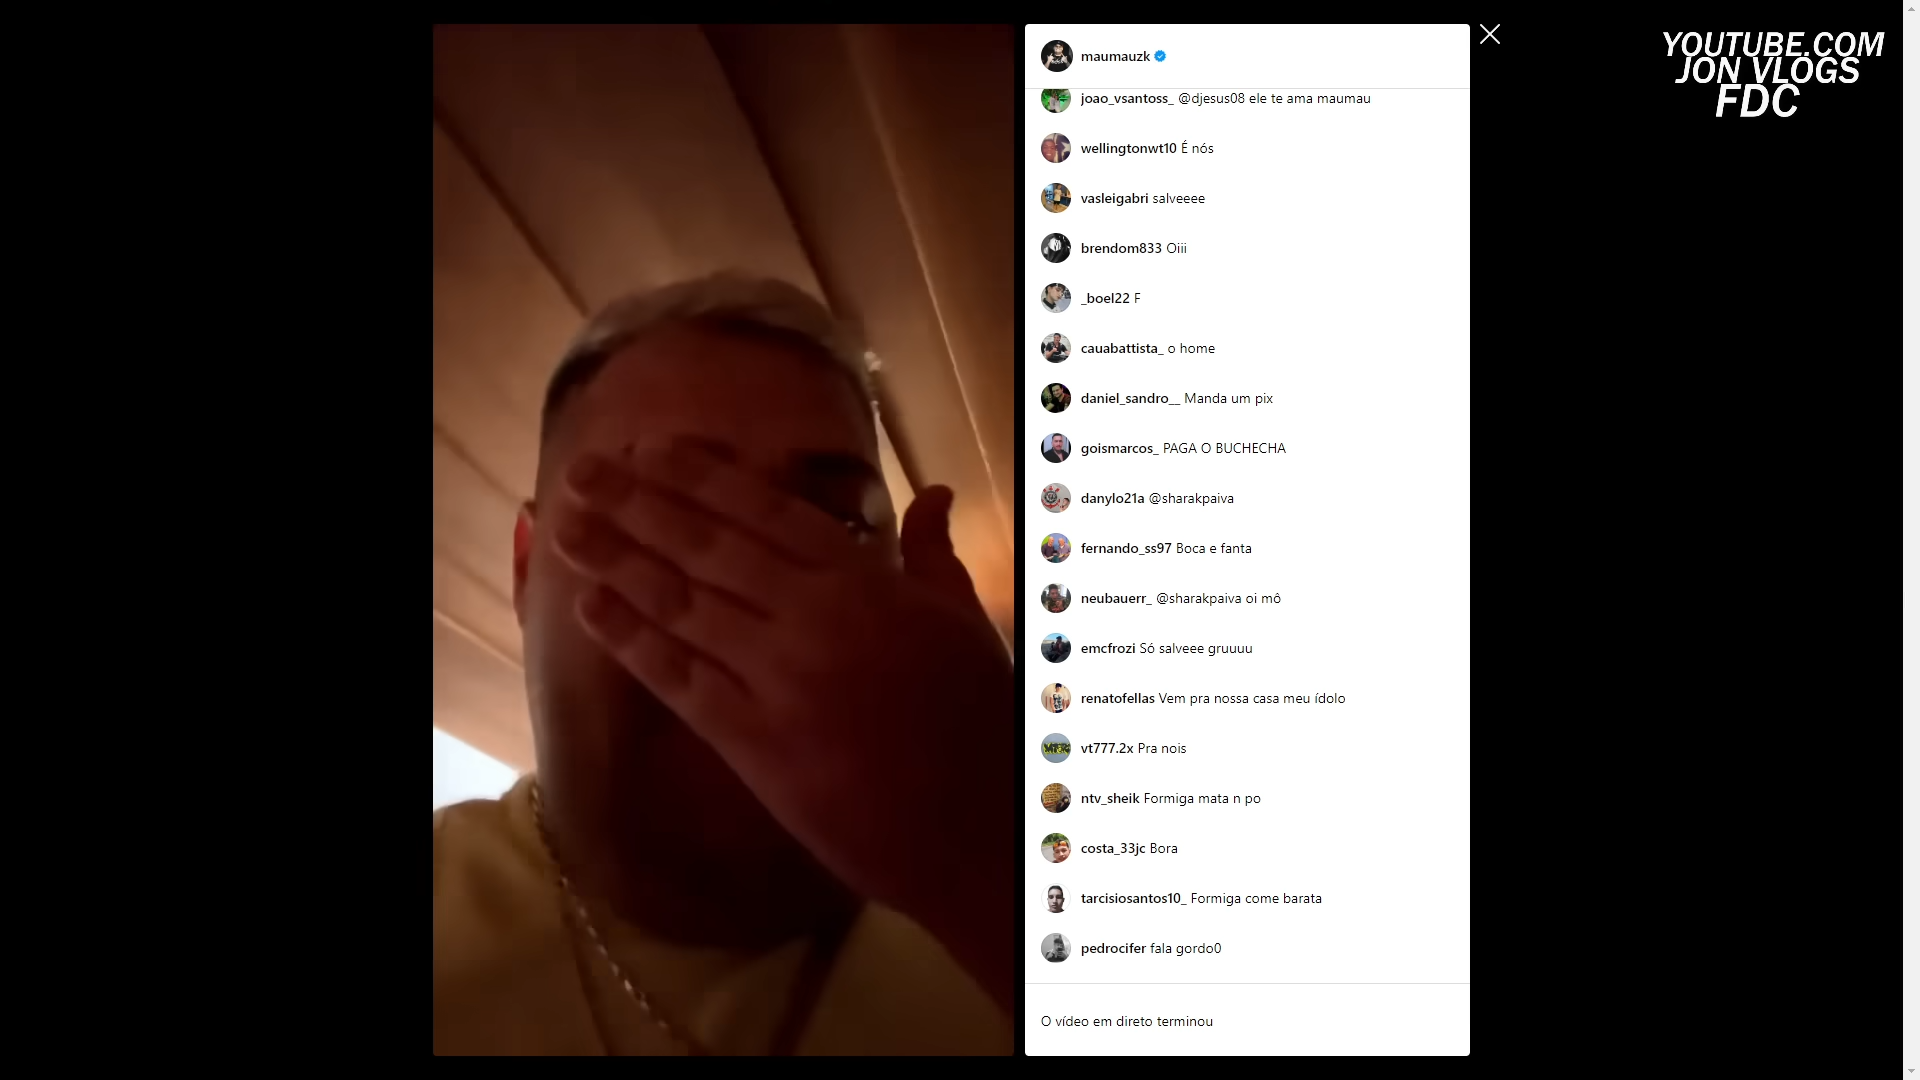 maumauzk
joao_vsantoss_ @djesus08 ele te ama maumau
wellingtonwt10 É nós
vasleigabri salveeee
brendom833 Oiii
_boel22 F
cauabattista_ o home
daniel_sandro__ Manda um pix
goismarcos_ PAGA O BUCHECHA
danylo21a @sharakpaiva
fernando_ss97 Boca e fanta
neubauerr_ @sharakpaiva oi mô
emcfrozi Só salveee gruuuu
renatofellas Vem pra nossa casa meu ídolo
vt777.2x Pra nois
ntv_sheik Formiga mata n po
costa_33jc Bora
tarcisiosantos10_ Formiga come barata
pedrocifer fala gordo0
O vídeo em direto terminou
YOUTUBE.COM
JON VLOGS
FDC